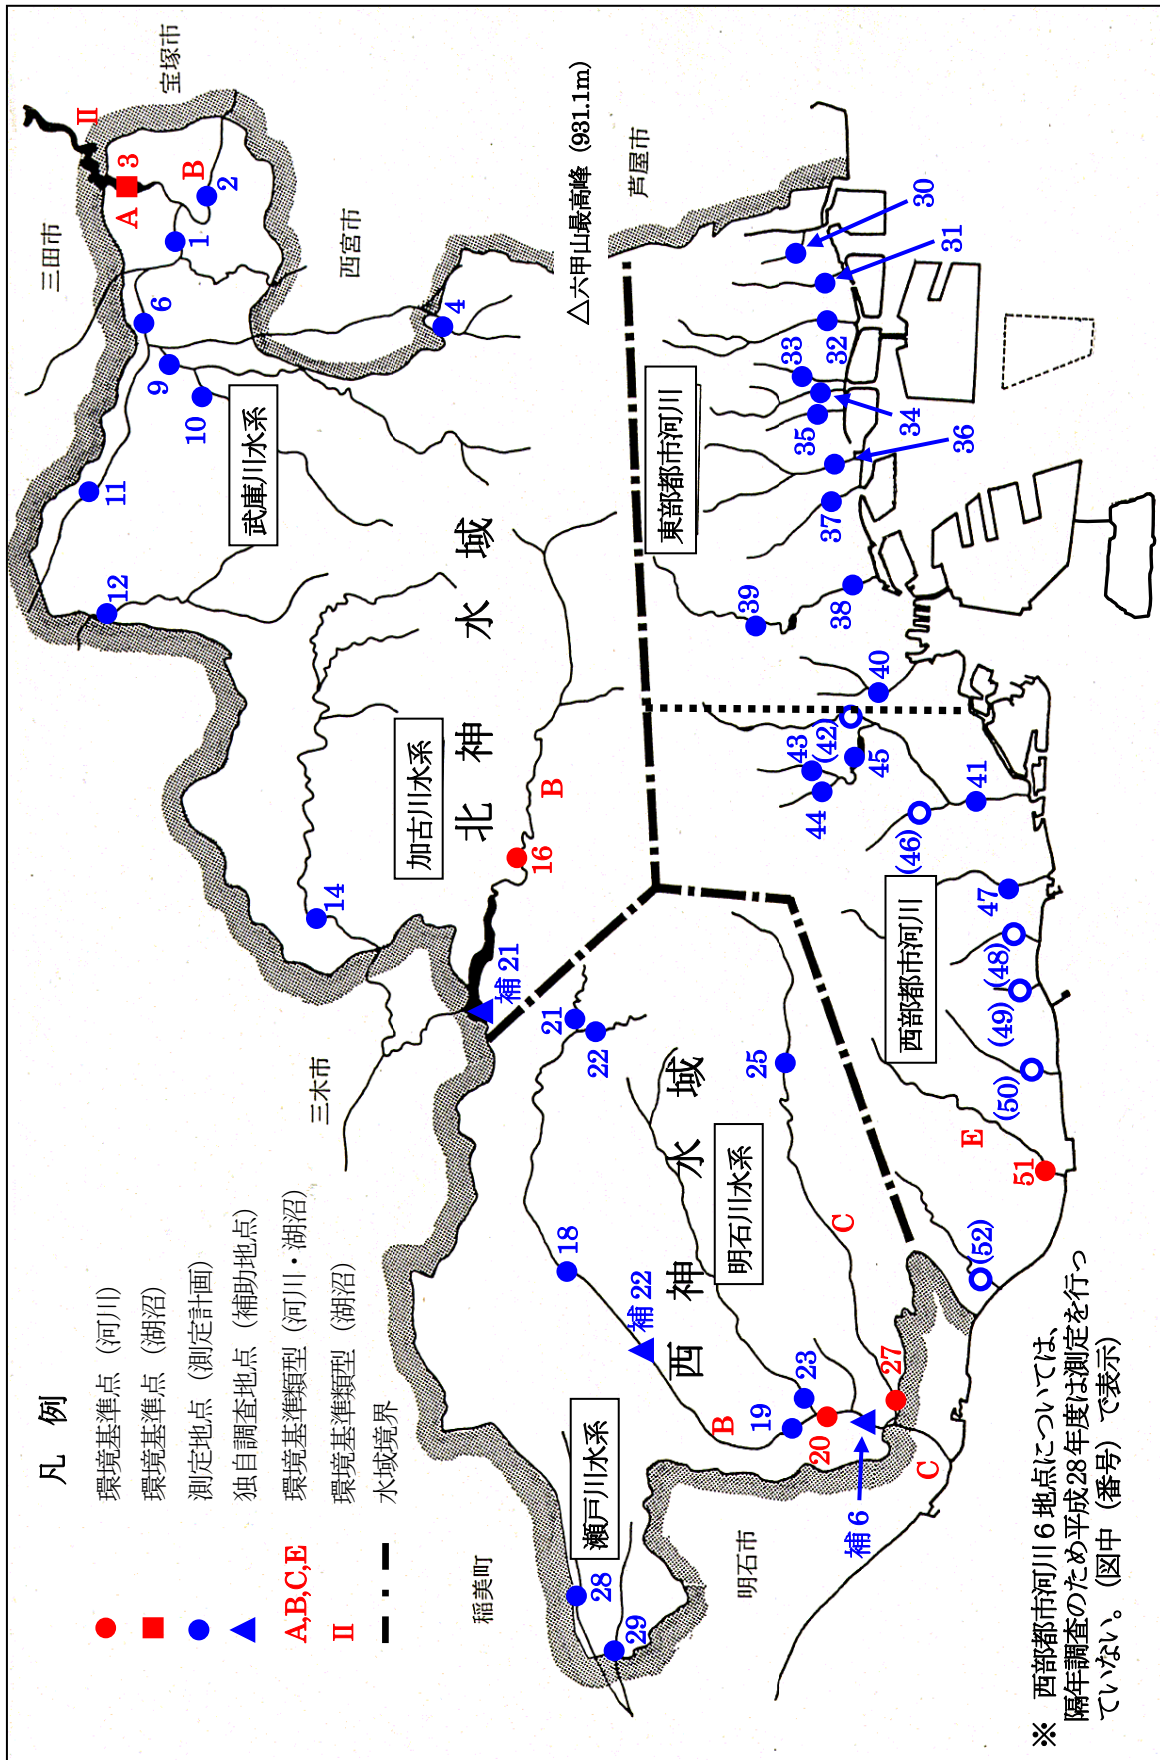 凡 例
環境基準点（河川）
環境基準点（湖沼）
測定地点（測定計画）
独自調査地点（補助地点）
A,B,C,E 環境基準類型（河川・湖沼）
II 環境基準類型（湖沼）
水域境界
三田市
宝塚市
西宮市
芦屋市
三木市
稲美町
明石市
△六甲山最高峰（931.1m）
武庫川水系
加古川水系
北神水域
東部都市河川
西部都市河川
西神水域
明石川水系
瀬戸川水系
II
A
3
B
2
1
6
4
9
10
11
12
14
B
16
補 21
21
22
18
補 22
B
19
23
20
補 6
27
C
C
25
28
29
30
31
32
33
34
35
36
37
38
39
40
41
(42)
43
44
45
(46)
47
(48)
(49)
(50)
E
51
(52)
※ 西部都市河川６地点については、
隔年調査のため平成28年度は測定を行っ
ていない。（図中（番号）で表示）